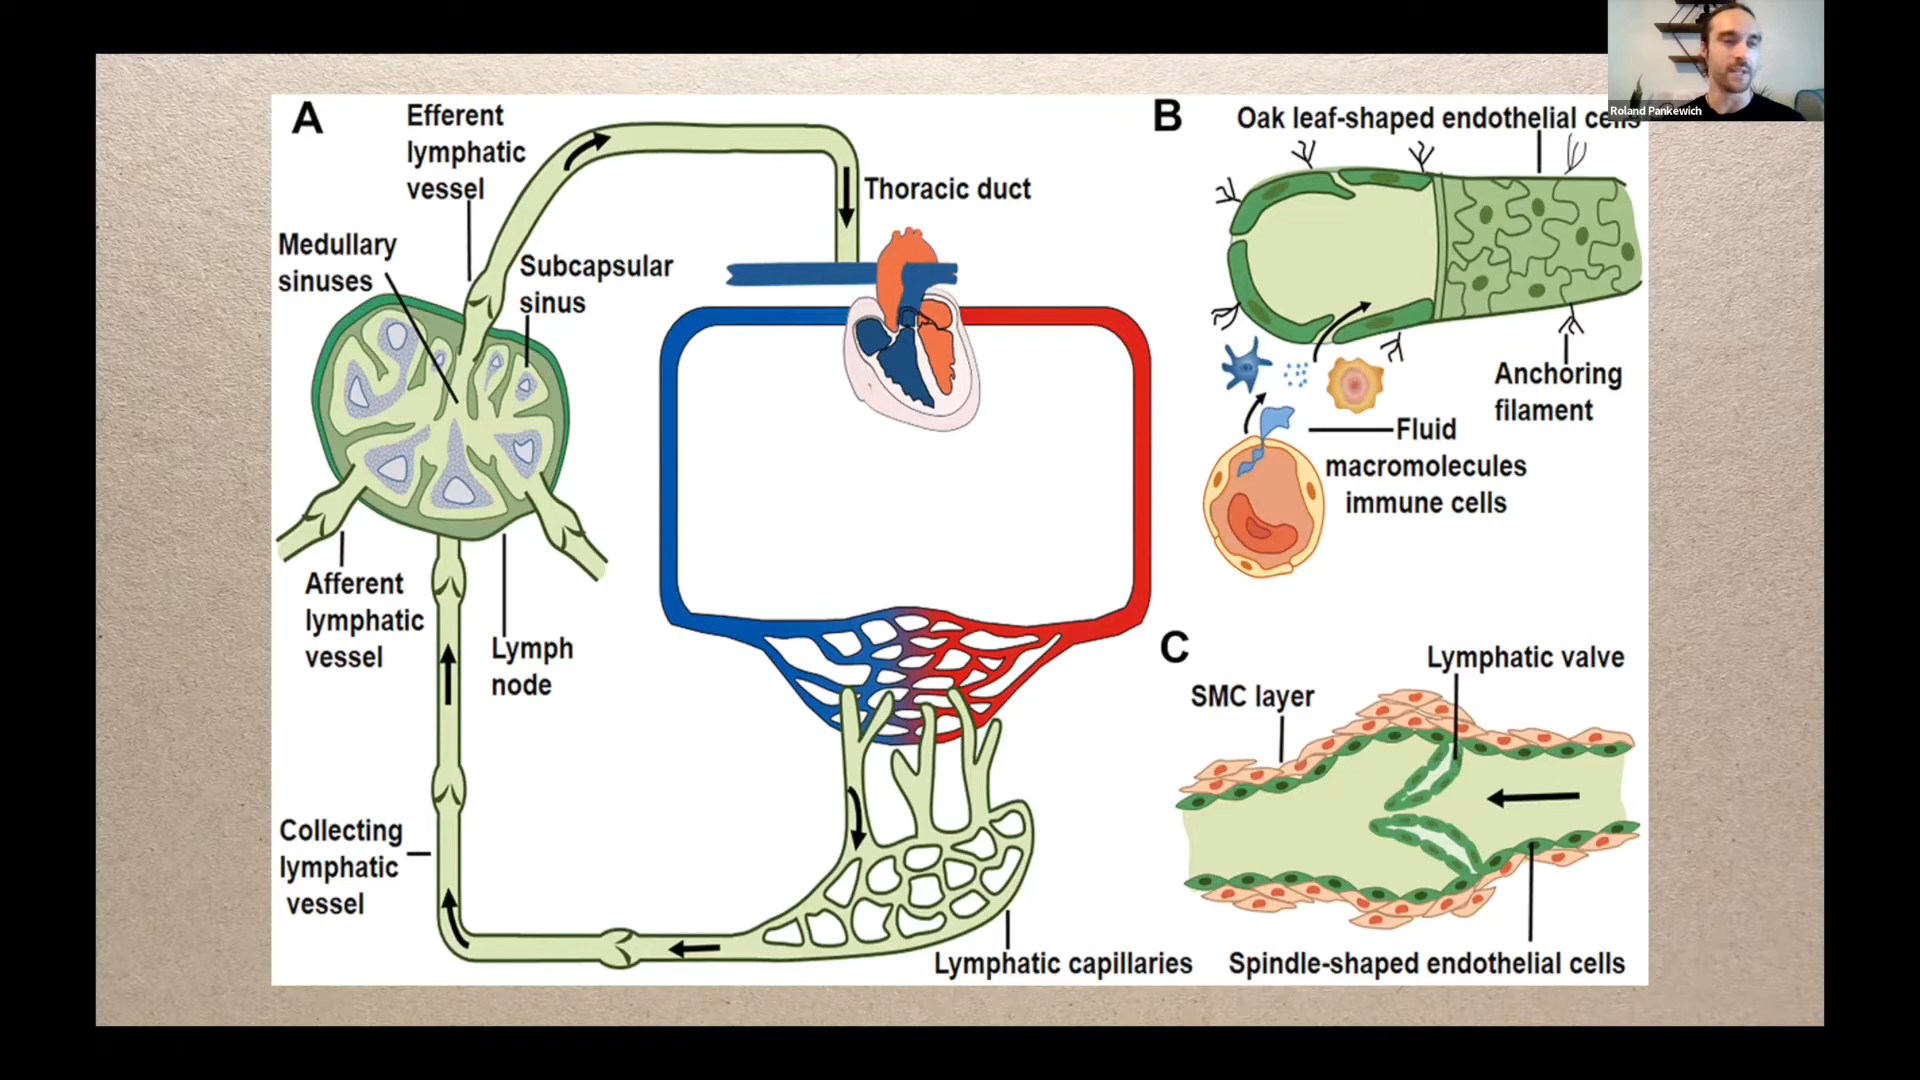 A
Efferent
lymphatic
vessel
Thoracic duct
Medullary
sinuses
Subcapsular
sinus
Afferent
lymphatic
vessel
Lymph
node
Collecting
lymphatic
vessel
Lymphatic capillaries
B
Oak leaf-shaped endothelial cells
Anchoring
filament
Fluid
macromolecules
immune cells
C
Lymphatic valve
SMC layer
Spindle-shaped endothelial cells
Roland Pankewich